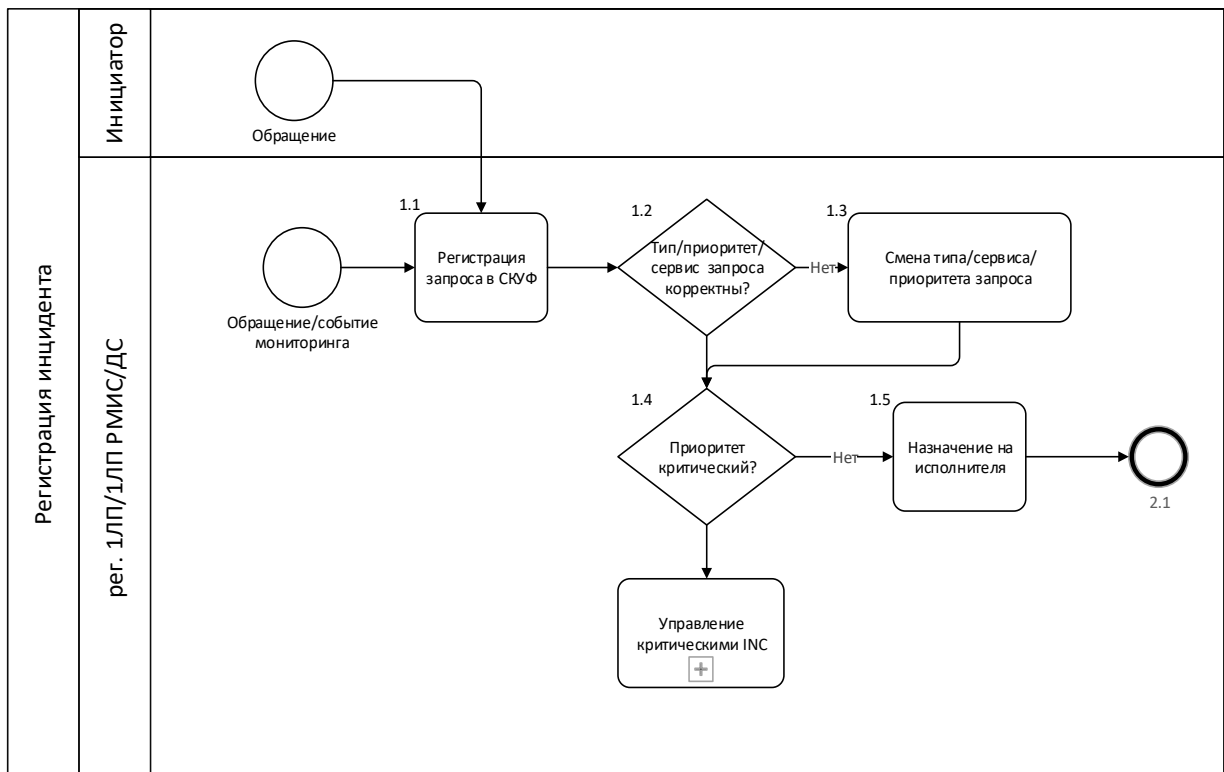 Регистрация инцидента
Инициатор
Обращение
рег. 1ЛП/1ЛП РМИС/ДС
Обращение/событие
мониторинга
1.1
Регистрация
запроса в СКУФ
1.2
Тип/приоритет/
сервис запроса
корректны?
Нет
1.3
Смена типа/сервиса/
приоритета запроса
1.4
Приоритет
критический?
Нет
1.5
Назначение на
исполнителя
2.1
Управление
критическими INC